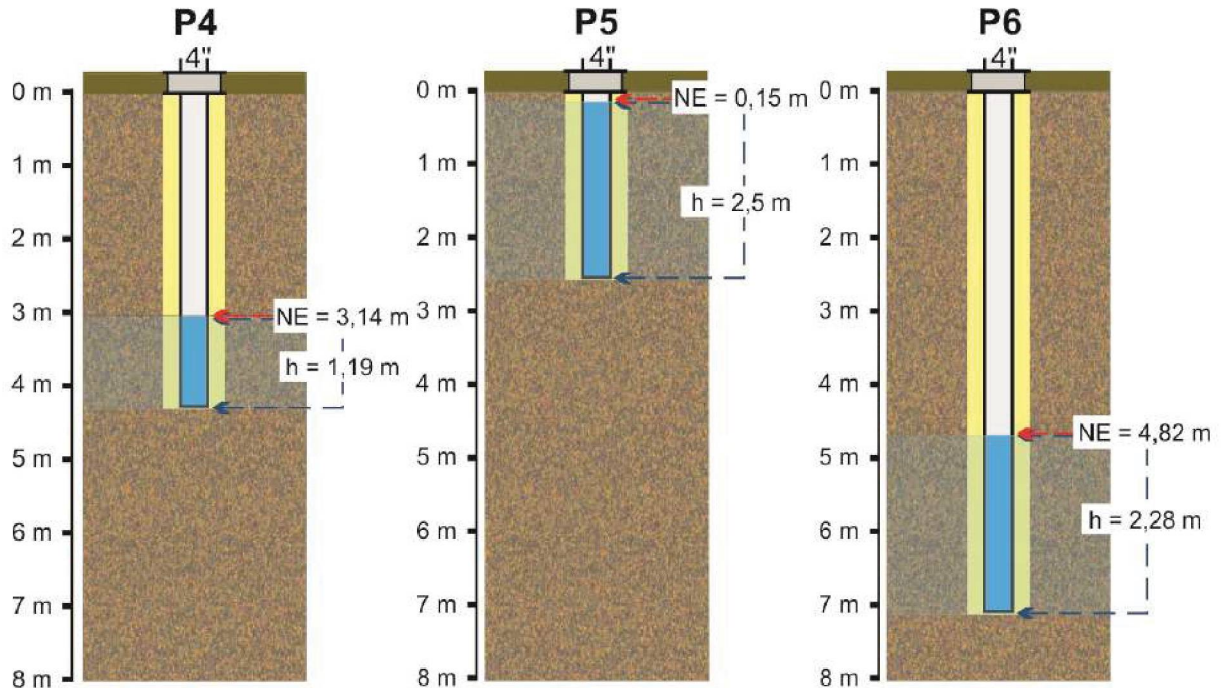 P4
4"
0 m
1 m
2 m
3 m
4 m
5 m
6 m
7 m
8 m
NE = 3,14 m
h = 1,19 m
P5
4"
0 m
1 m
2 m
3 m
4 m
5 m
6 m
7 m
8 m
NE = 0,15 m
h = 2,5 m
P6
4"
0 m
1 m
2 m
3 m
4 m
5 m
6 m
7 m
8 m
NE = 4,82 m
h = 2,28 m